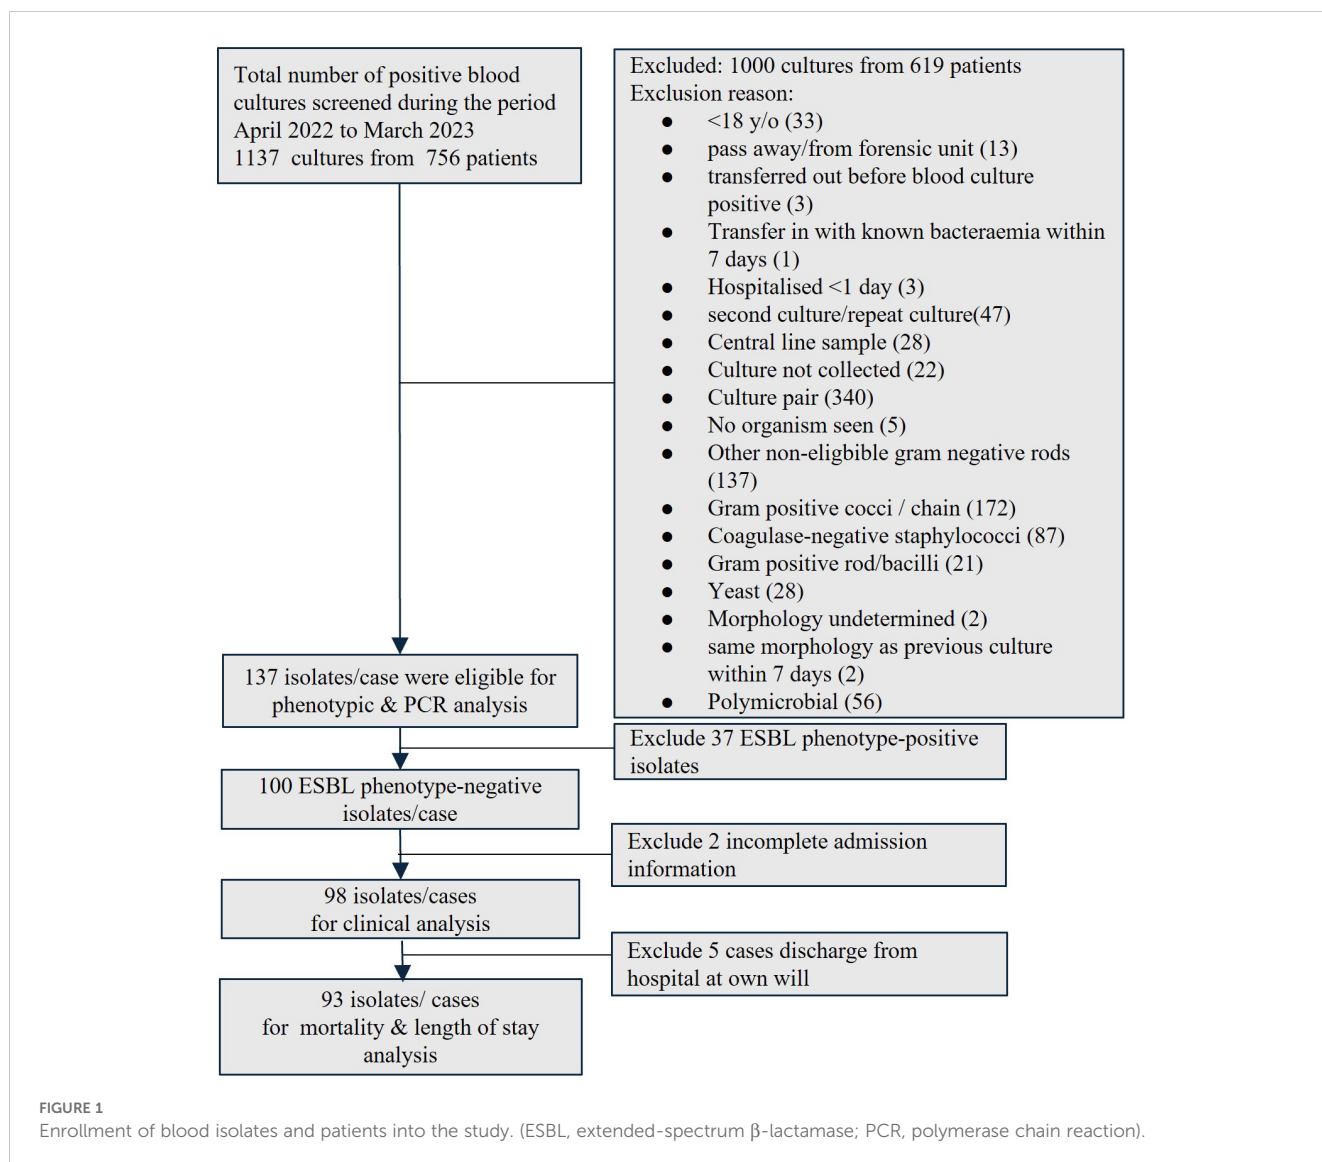 Total number of positive blood
cultures screened during the period
April 2022 to March 2023
1137 cultures from 756 patients
Excluded: 1000 cultures from 619 patients
Exclusion reason:
● <18 y/o (33)
● pass away/from forensic unit (13)
● transferred out before blood culture
positive (3)
● Transfer in with known bacteraemia within
7 days (1)
● Hospitalised <1 day (3)
● second culture/repeat culture(47)
● Central line sample (28)
● Culture not collected (22)
● Culture pair (340)
● No organism seen (5)
● Other non-eligbible gram negative rods
(137)
● Gram positive cocci / chain (172)
● Coagulase-negative staphylococci (87)
● Gram positive rod/bacilli (21)
● Yeast (28)
● Morphology undetermined (2)
● same morphology as previous culture
within 7 days (2)
● Polymicrobial (56)
137 isolates/case were eligible for
phenotypic & PCR analysis
Exclude 37 ESBL phenotype-positive
isolates
100 ESBL phenotype-negative
isolates/case
Exclude 2 incomplete admission
information
98 isolates/cases
for clinical analysis
Exclude 5 cases discharge from
hospital at own will
93 isolates/ cases
for mortality & length of stay
analysis
FIGURE 1
Enrollment of blood isolates and patients into the study. (ESBL, extended-spectrum β-lactamase; PCR, polymerase chain reaction).